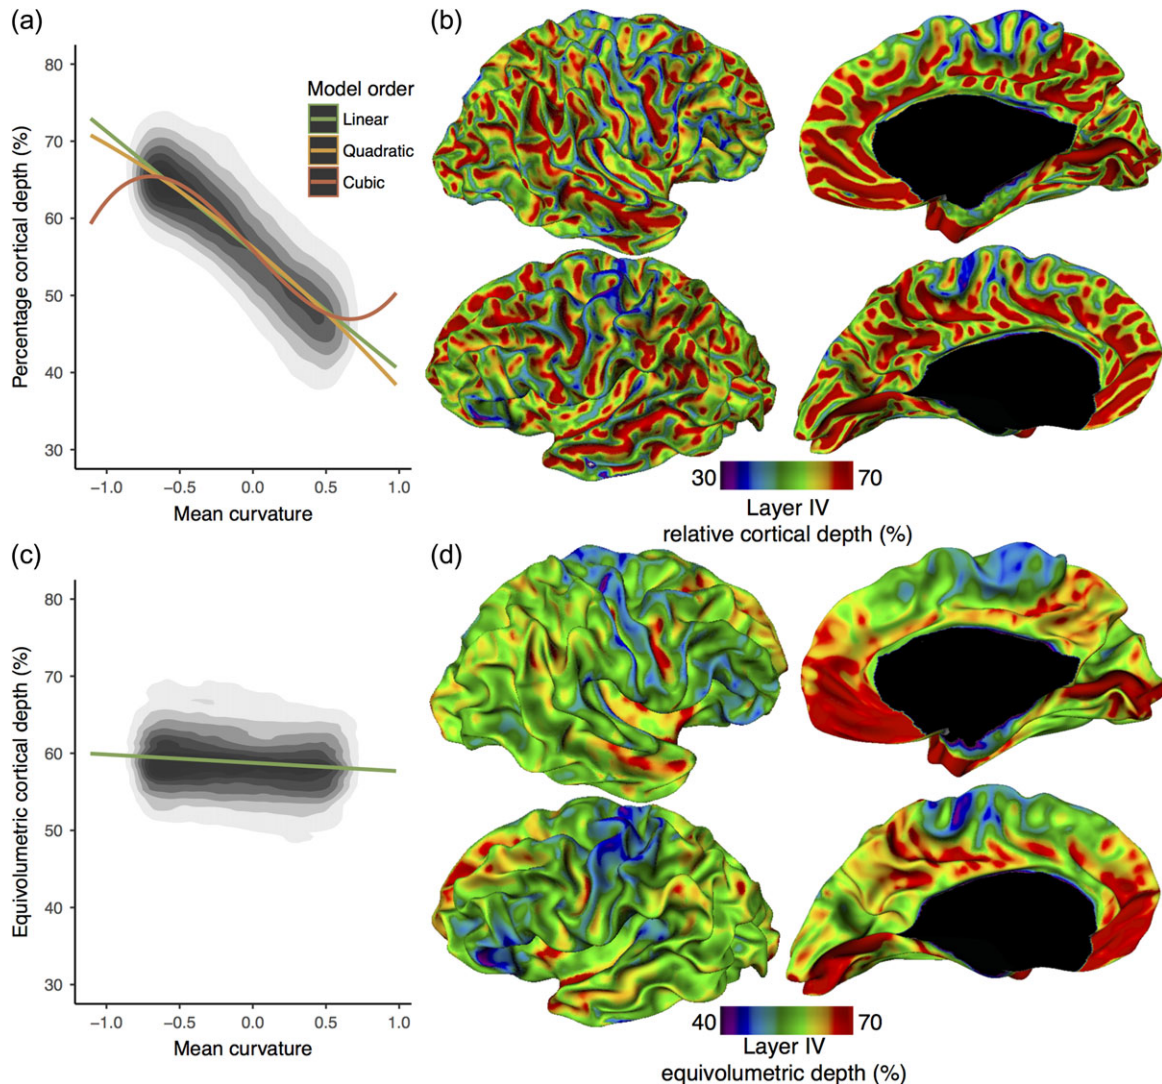 (a)
Percentage cortical depth (%)
80
70
60
50
40
30
−1.0 −0.5 0.0 0.5 1.0
Mean curvature
Model order
Linear
Quadratic
Cubic
(b)
30 70
Layer IV
relative cortical depth (%)
(c)
Equivolumetric cortical depth (%)
80
70
60
50
40
30
−1.0 −0.5 0.0 0.5 1.0
Mean curvature
(d)
40 70
Layer IV
equivolumetric depth (%)